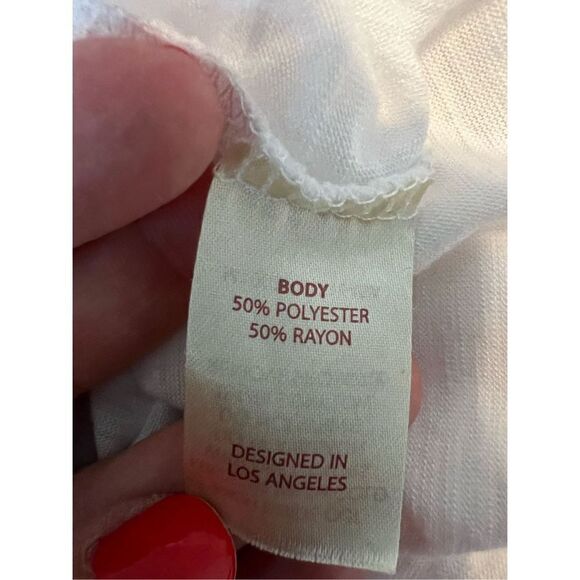 BODY
50% POLYESTER
50% RAYON
DESIGNED IN
LOS ANGELES